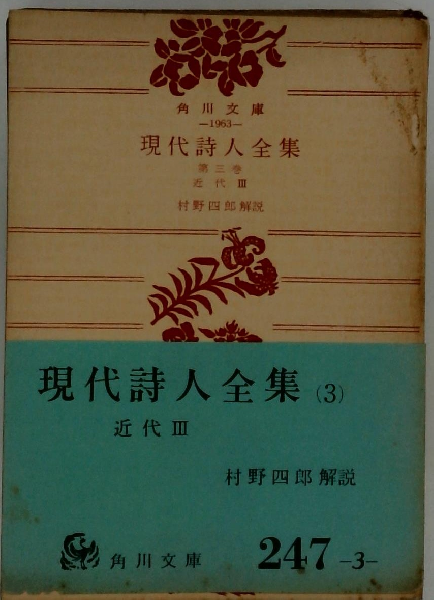 角川文庫
—1963—
現代詩人全集
第三巻
近代 III
村野四郎解説
現代詩人全集(3)
近代 III
村野四郎解説
角川文庫 247 -3-